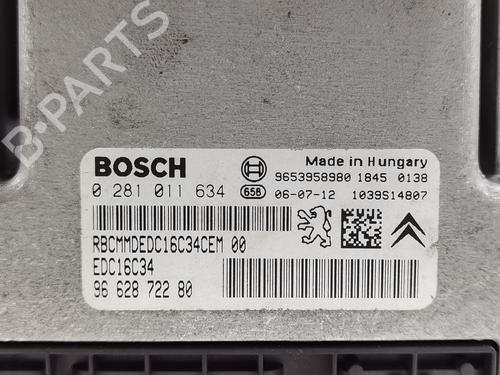 B-PARTS
BOSCH
Made in Hungary
9653958980 1845 0138
0 281 011 634 658 06-07-12 1039S14807
RBCMMDEDC16C34CEM 00
EDC16C34
96 628 722 80